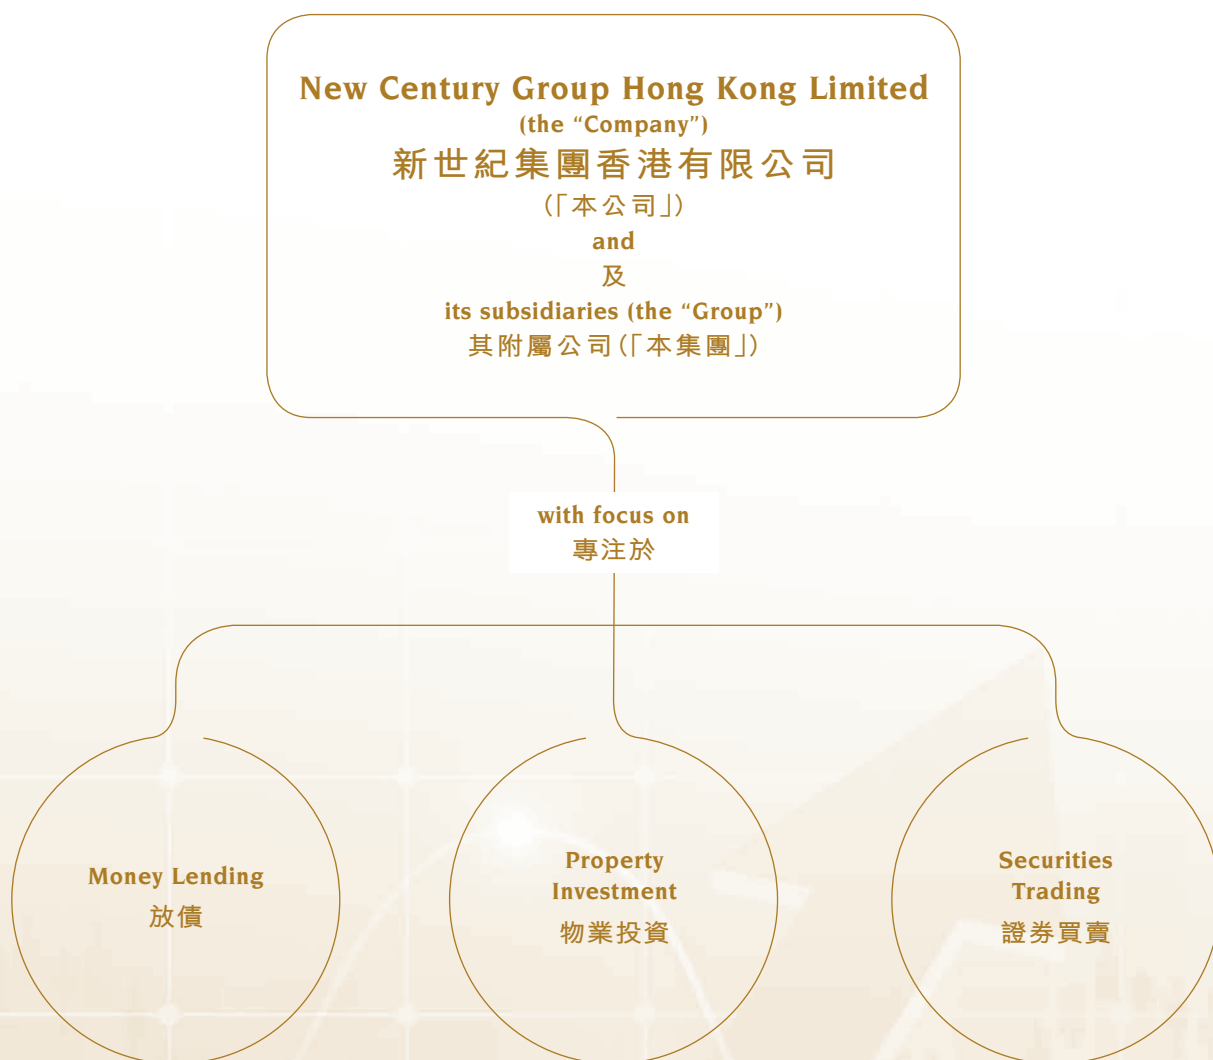 New Century Group Hong Kong Limited
(the “Company”)
新世紀集團香港有限公司
(「本公司」)
and
及
its subsidiaries (the “Group”)
其附屬公司(「本集團」)
with focus on
專注於
Money Lending
放債
Property
Investment
物業投資
Securities
Trading
證券買賣